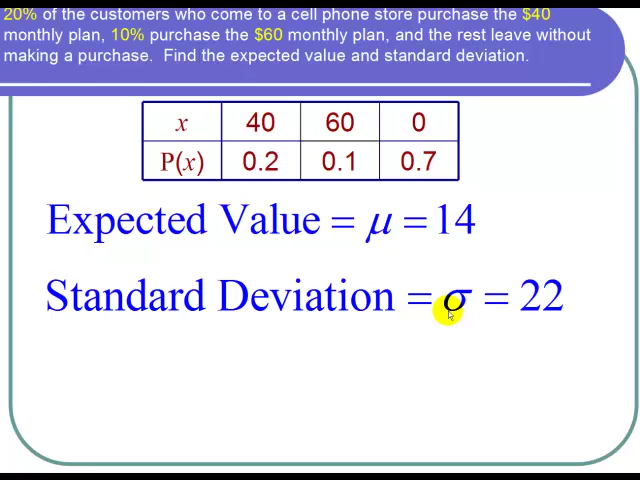 20% of the customers who come to a cell phone store purchase the $40
monthly plan, 10% purchase the $60 monthly plan, and the rest leave without
making a purchase. Find the expected value and standard deviation.
x 40 60 0
P(x) 0.2 0.1 0.7
Expected Value = μ = 14
Standard Deviation = σ = 22